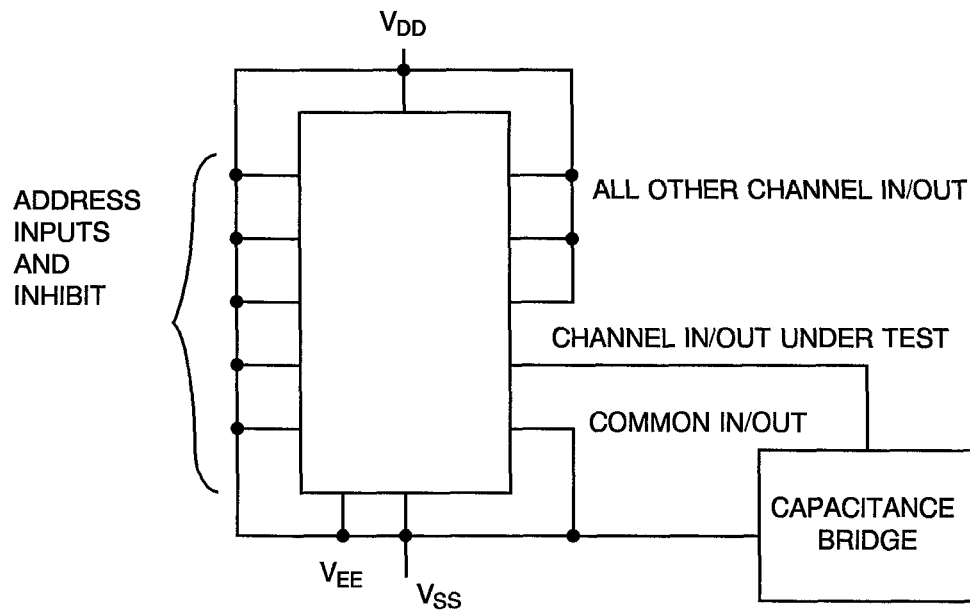 VDD
ADDRESS
INPUTS
AND
INHIBIT
ALL OTHER CHANNEL IN/OUT
CHANNEL IN/OUT UNDER TEST
COMMON IN/OUT
CAPACITANCE
BRIDGE
VEE
VSS